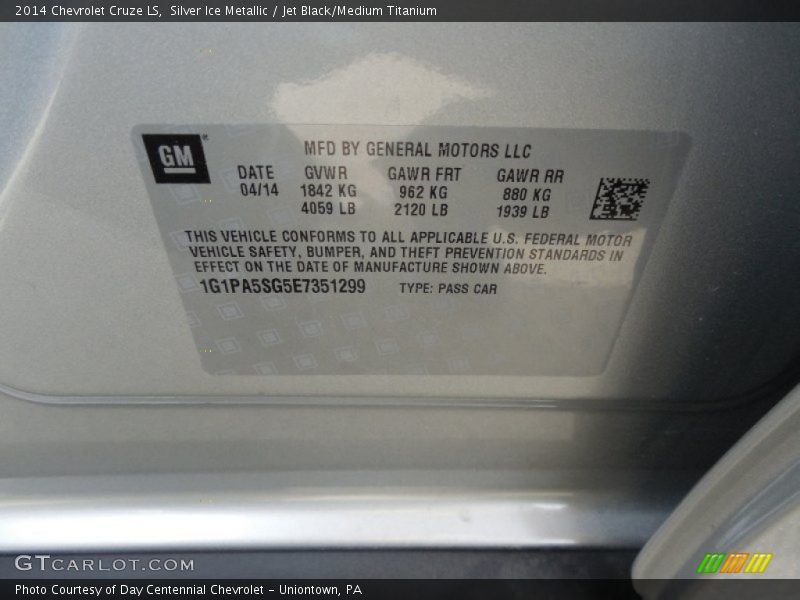 2014 Chevrolet Cruze LS, Silver Ice Metallic / Jet Black/Medium Titanium
GM
MFD BY GENERAL MOTORS LLC
DATE GVWR GAWR FRT GAWR RR
04/14 1842 KG 962 KG 880 KG
4059 LB 2120 LB 1939 LB
THIS VEHICLE CONFORMS TO ALL APPLICABLE U.S. FEDERAL MOTOR
VEHICLE SAFETY, BUMPER, AND THEFT PREVENTION STANDARDS IN
EFFECT ON THE DATE OF MANUFACTURE SHOWN ABOVE.
1G1PA5SG5E7351299 TYPE: PASS CAR
GTCARLOT.COM
Photo Courtesy of Day Centennial Chevrolet - Uniontown, PA